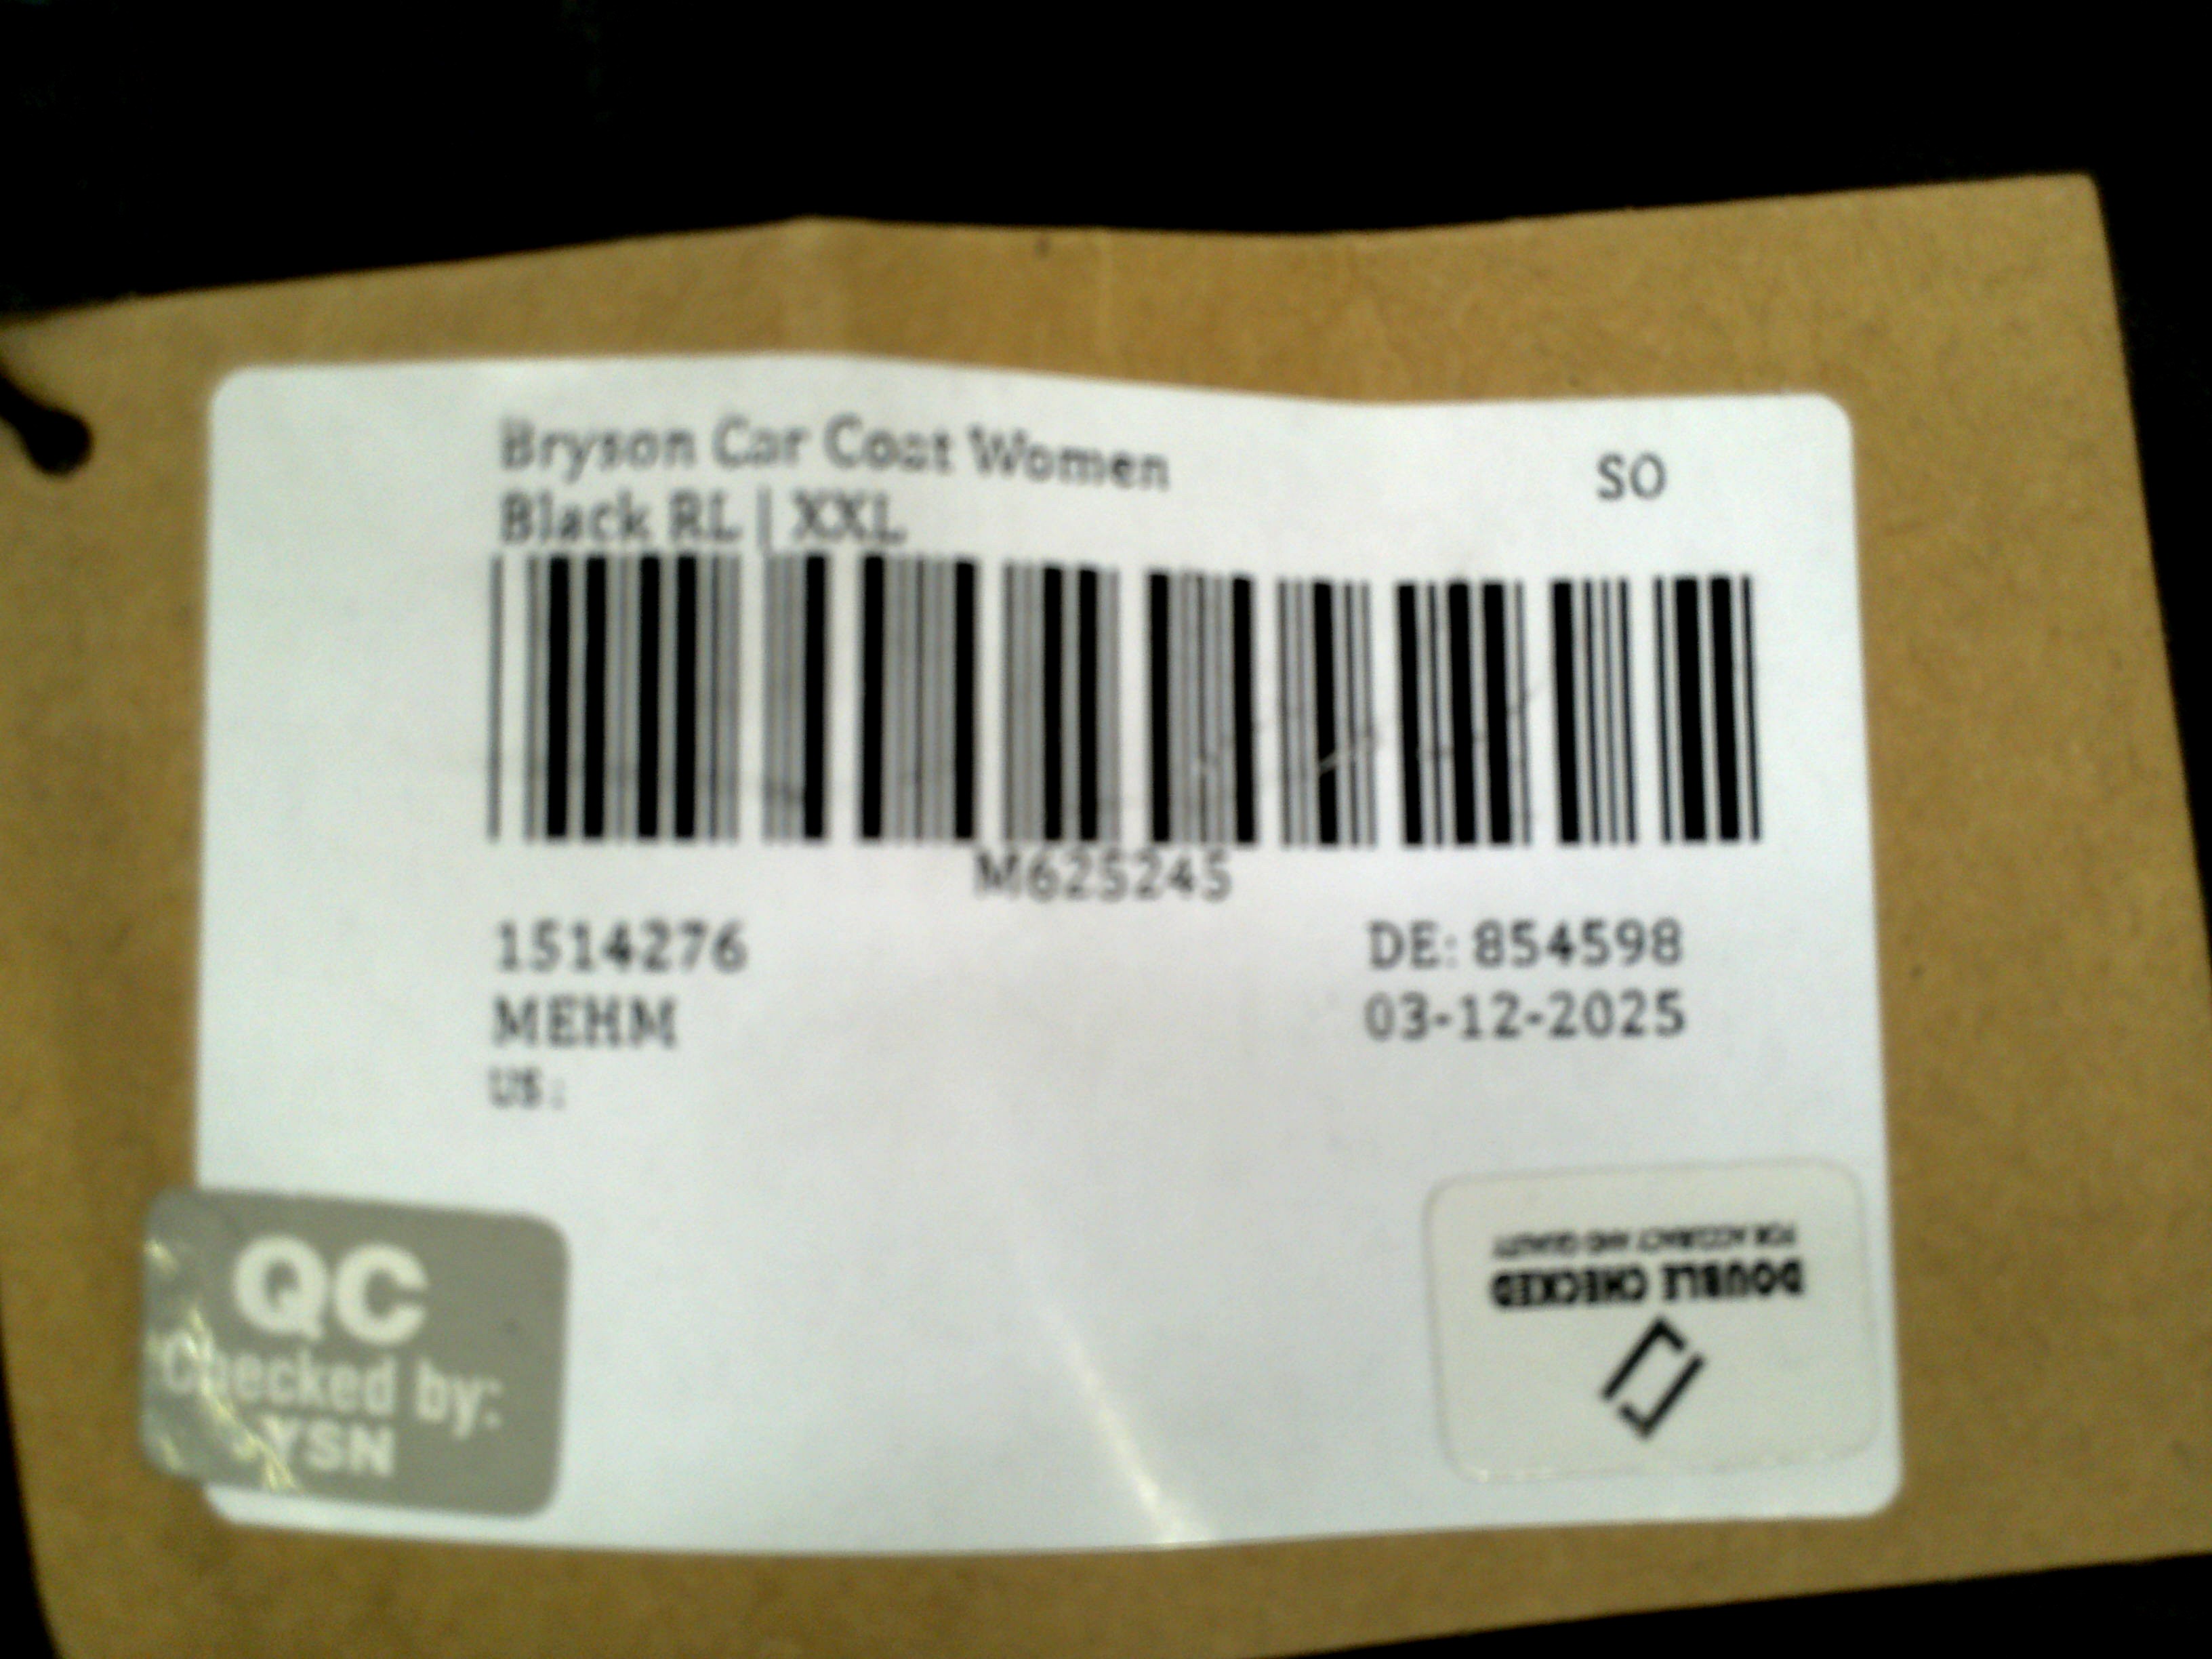 Bryson Car Coat Women
SO
Black RL | XXL
M625245
1514276
DE: 854598
MEHM
03-12-2025
US:
QC
Checked by:
YSN
DOUBLE CHECKED
FOR ACCURACY AND QUALITY